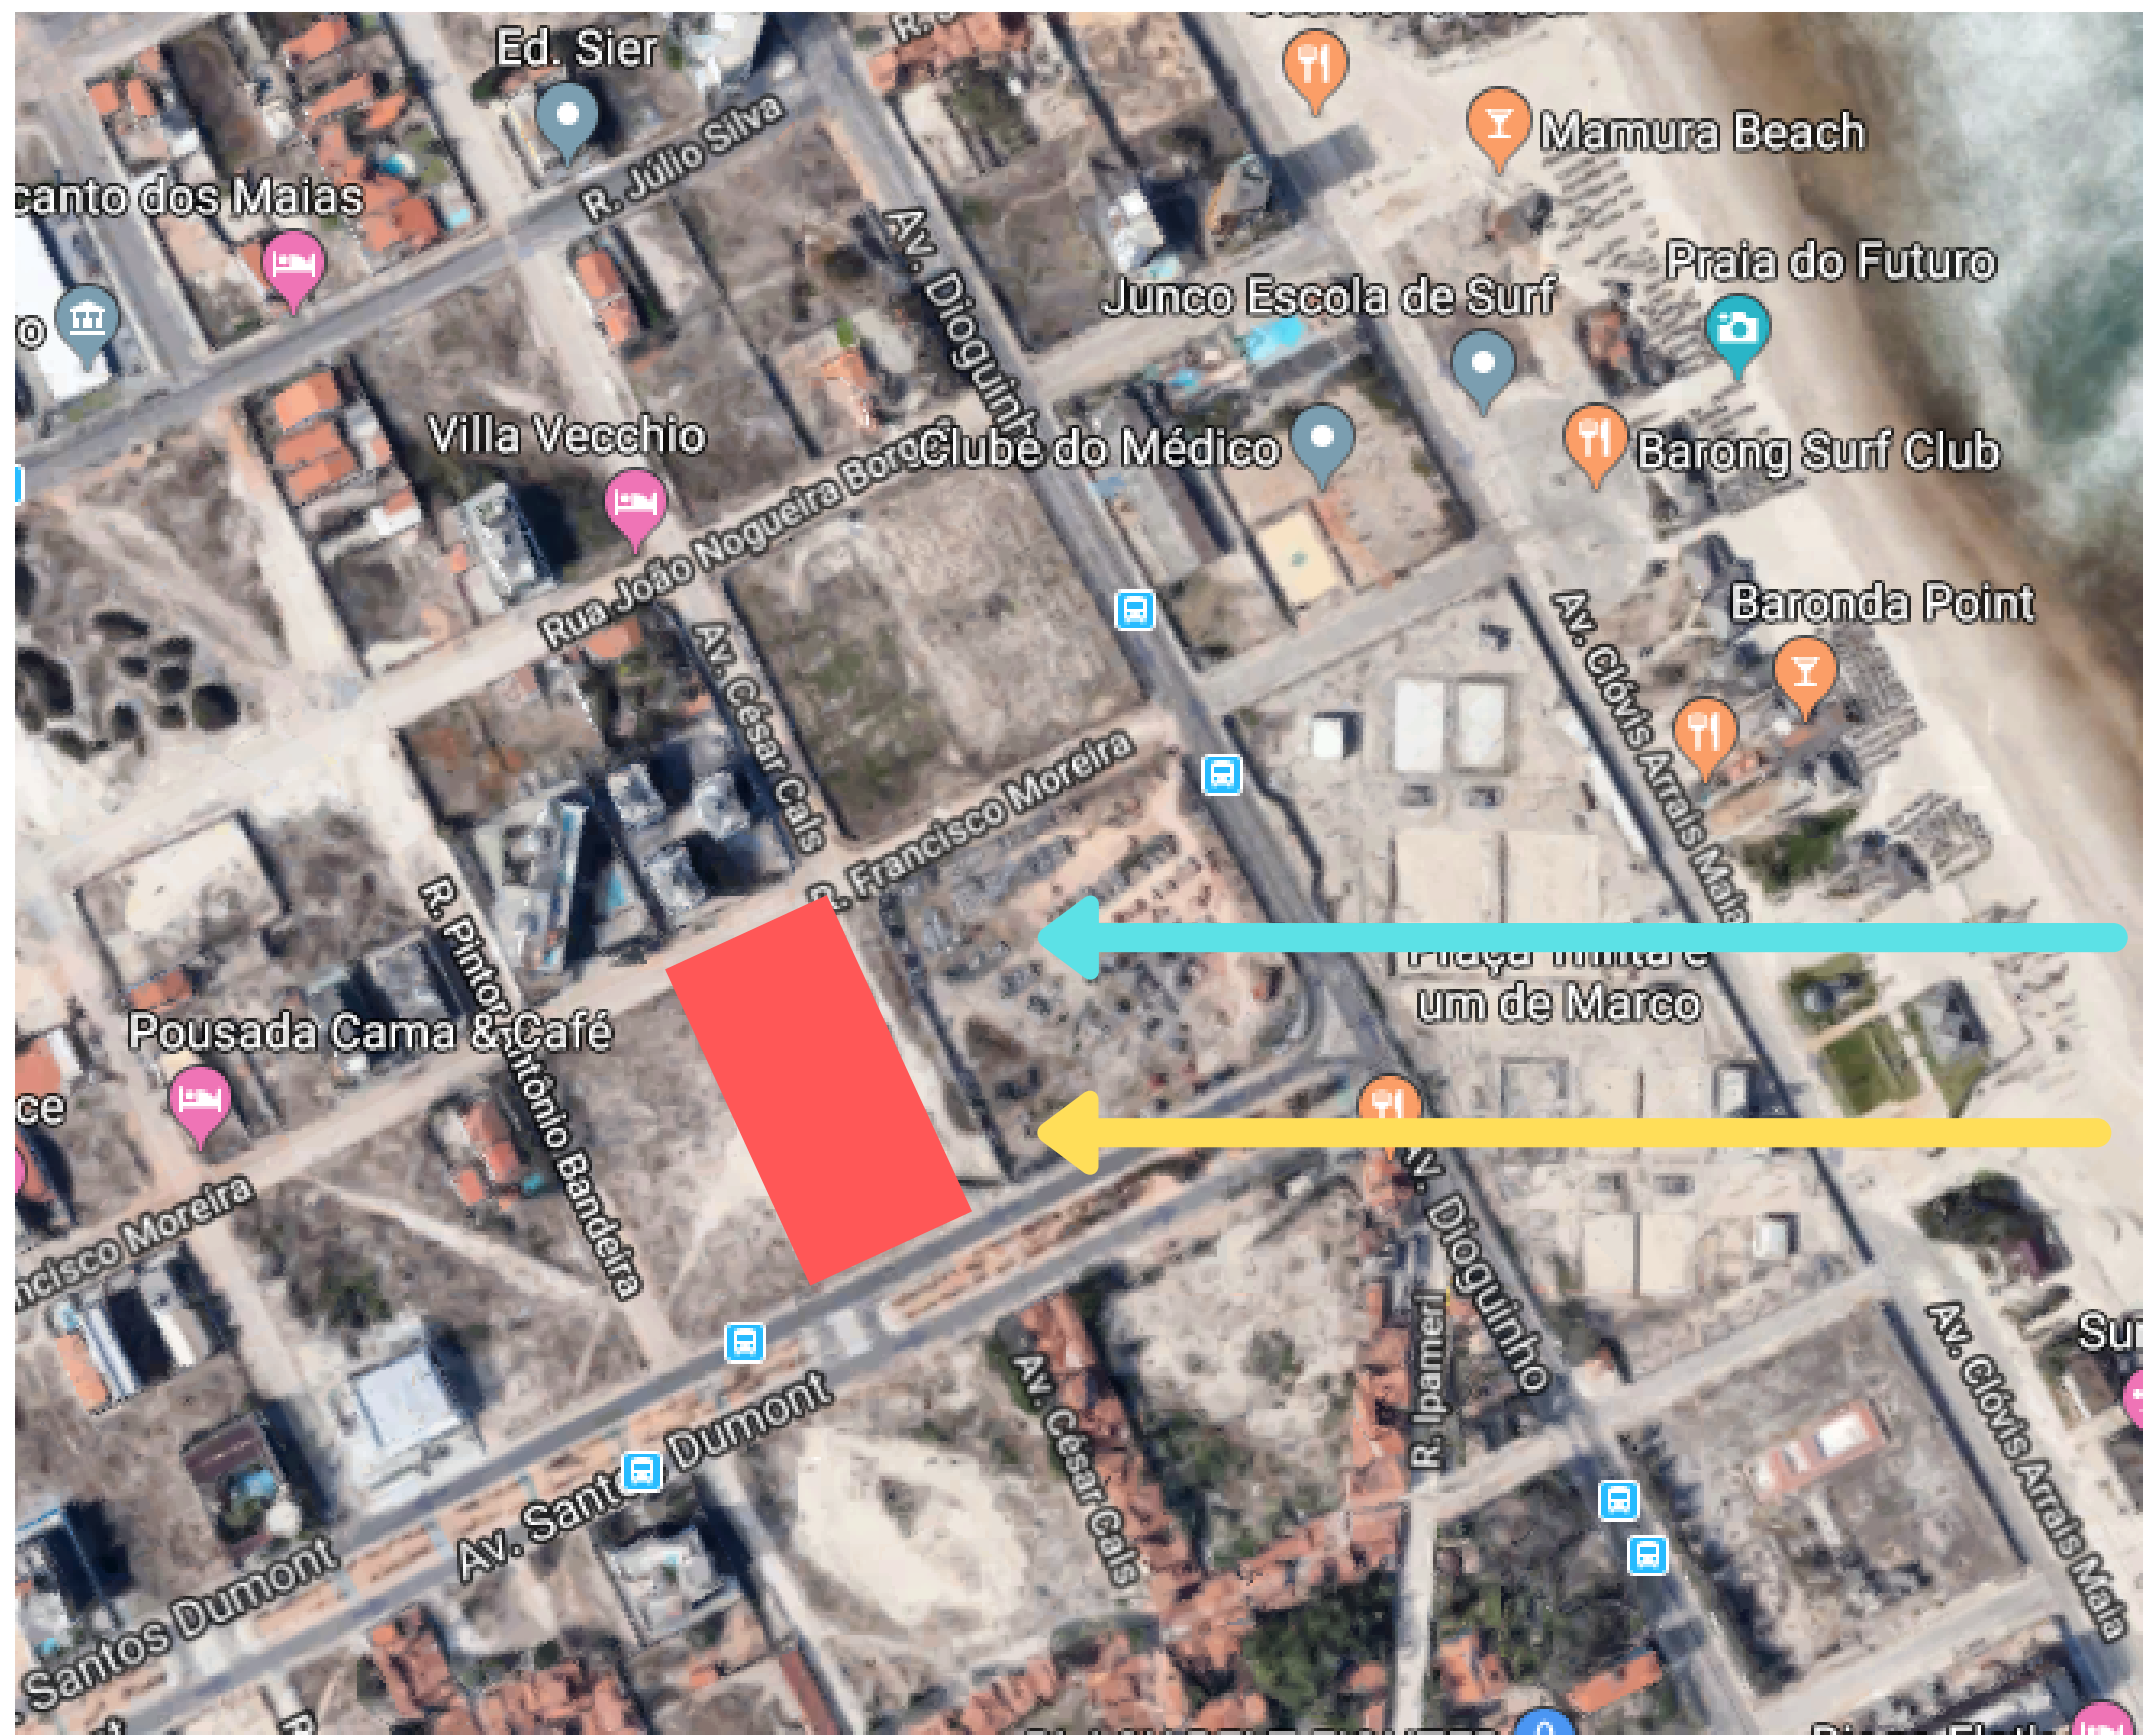 Ed. Sier
R. Júlio Silva
Mamura Beach
canto dos Maias
Av. Dioguinho
Praia do Futuro
Junco Escola de Surf
o
Villa Vecchio
Clube do Médico
Barong Surf Club
Rua João Nogueira Borges
Baronda Point
Av. César Cals
Av. Clóvis Arrais Maia
R. Francisco Moreira
R. Pintor Antônio Bandeira
um de Marco
Pousada Cama & Café
ce
Av. Dioguinho
ncisco Moreira
R. Ipameri
Av. Clóvis Arrais Maia
Sur
Av. César Cals
Av. Santos Dumont
Santos Dumont